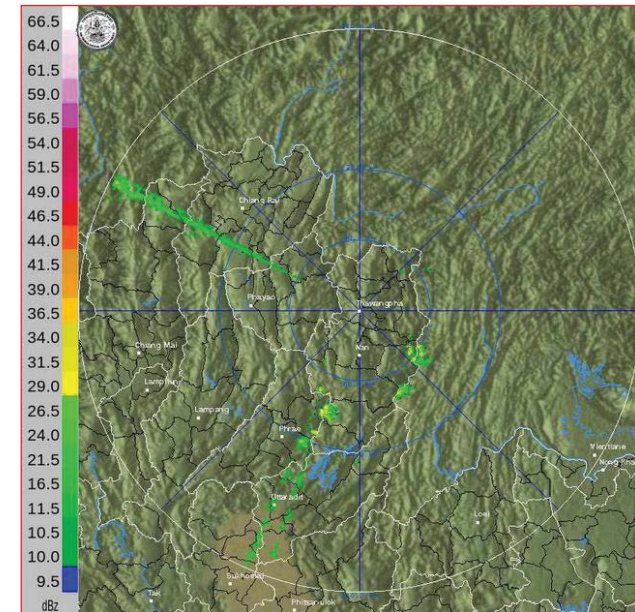 66.5
64.0
61.5
59.0
56.5
54.0
51.5
49.0
46.5
44.0
41.5
39.0
36.5
34.0
31.5
29.0
26.5
24.0
21.5
16.5
11.5
10.5
10.0
9.5
dBz
Chiang Rai
Phayao
Thawangpha
Nan
Chiang Mai
Lamphun
Lampang
Phrae
Uttaradit
Vientiane
Nong Kha
Loei
Sukhothai
Tak
Phitsanulok